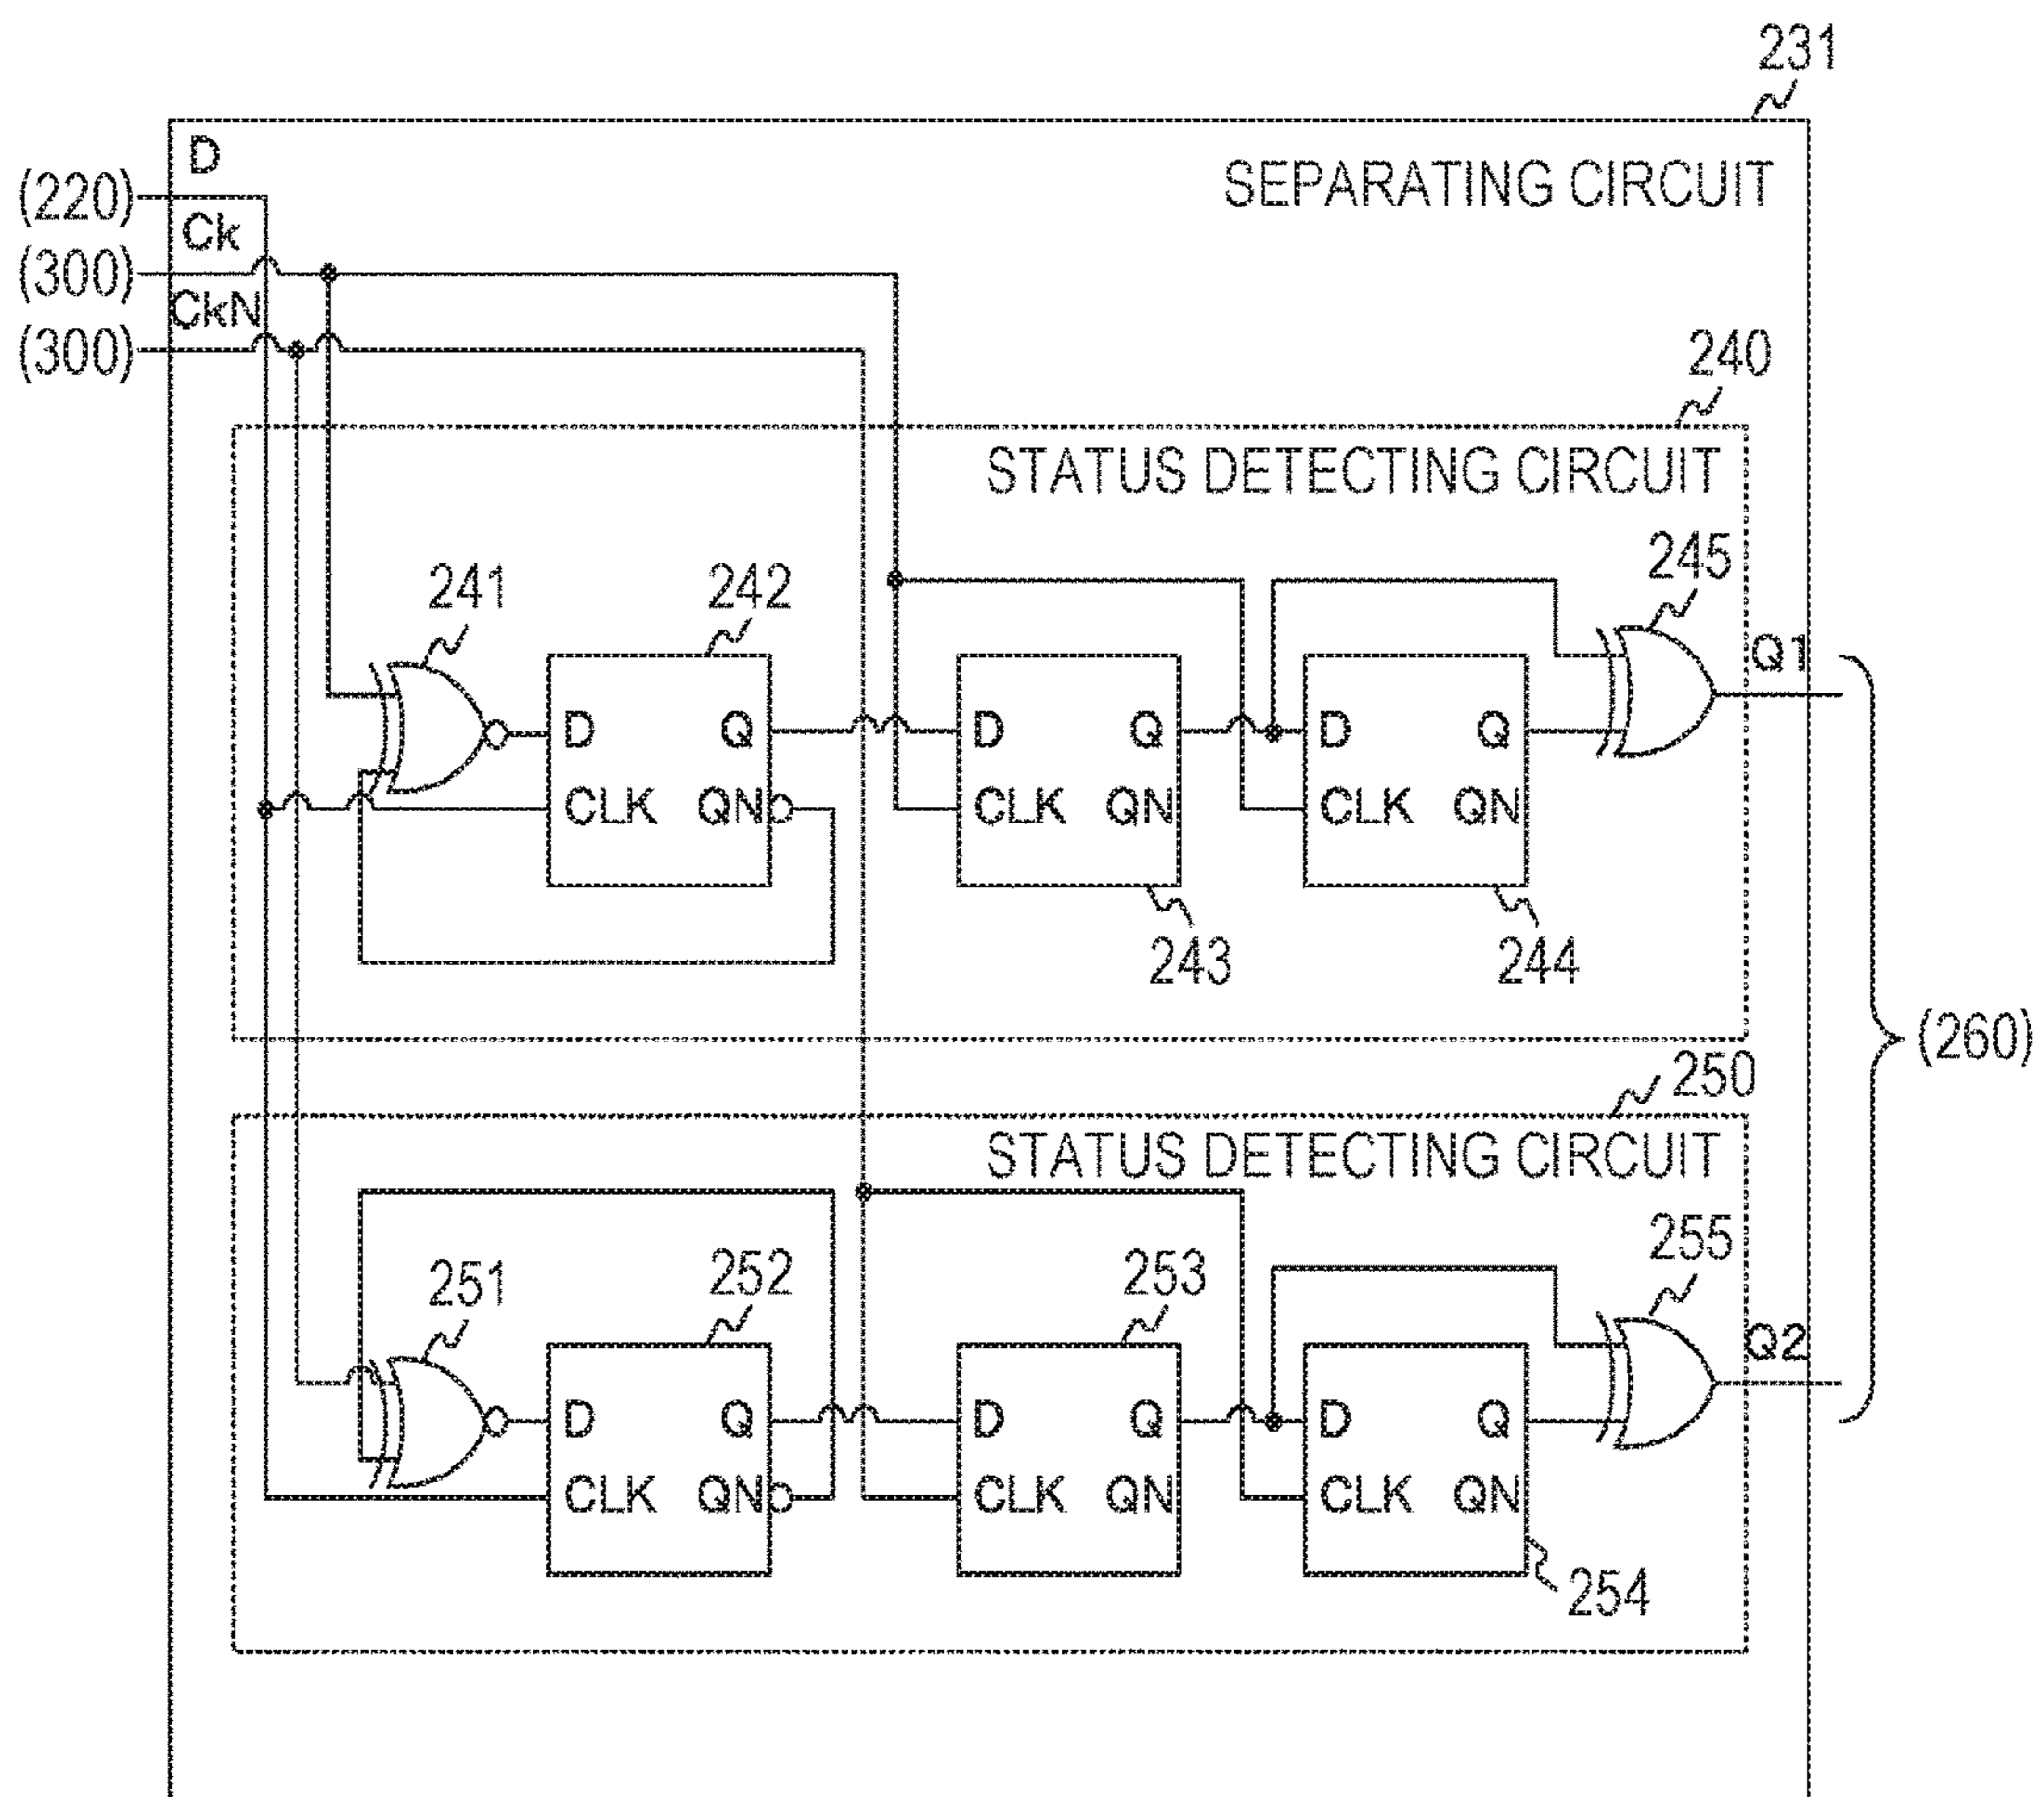 231
D
SEPARATING CIRCUIT
(220)
Ck
(300)
CkN
(300)
240
STATUS DETECTING CIRCUIT
245
241
242
Q1
D Q
D Q
D Q
CLK QN
CLK QN
CLK QN
243
244
(260)
250
STATUS DETECTING CIRCUIT
255
251
252
253
Q2
D Q
D Q
D Q
CLK QN
CLK QN
CLK QN
254